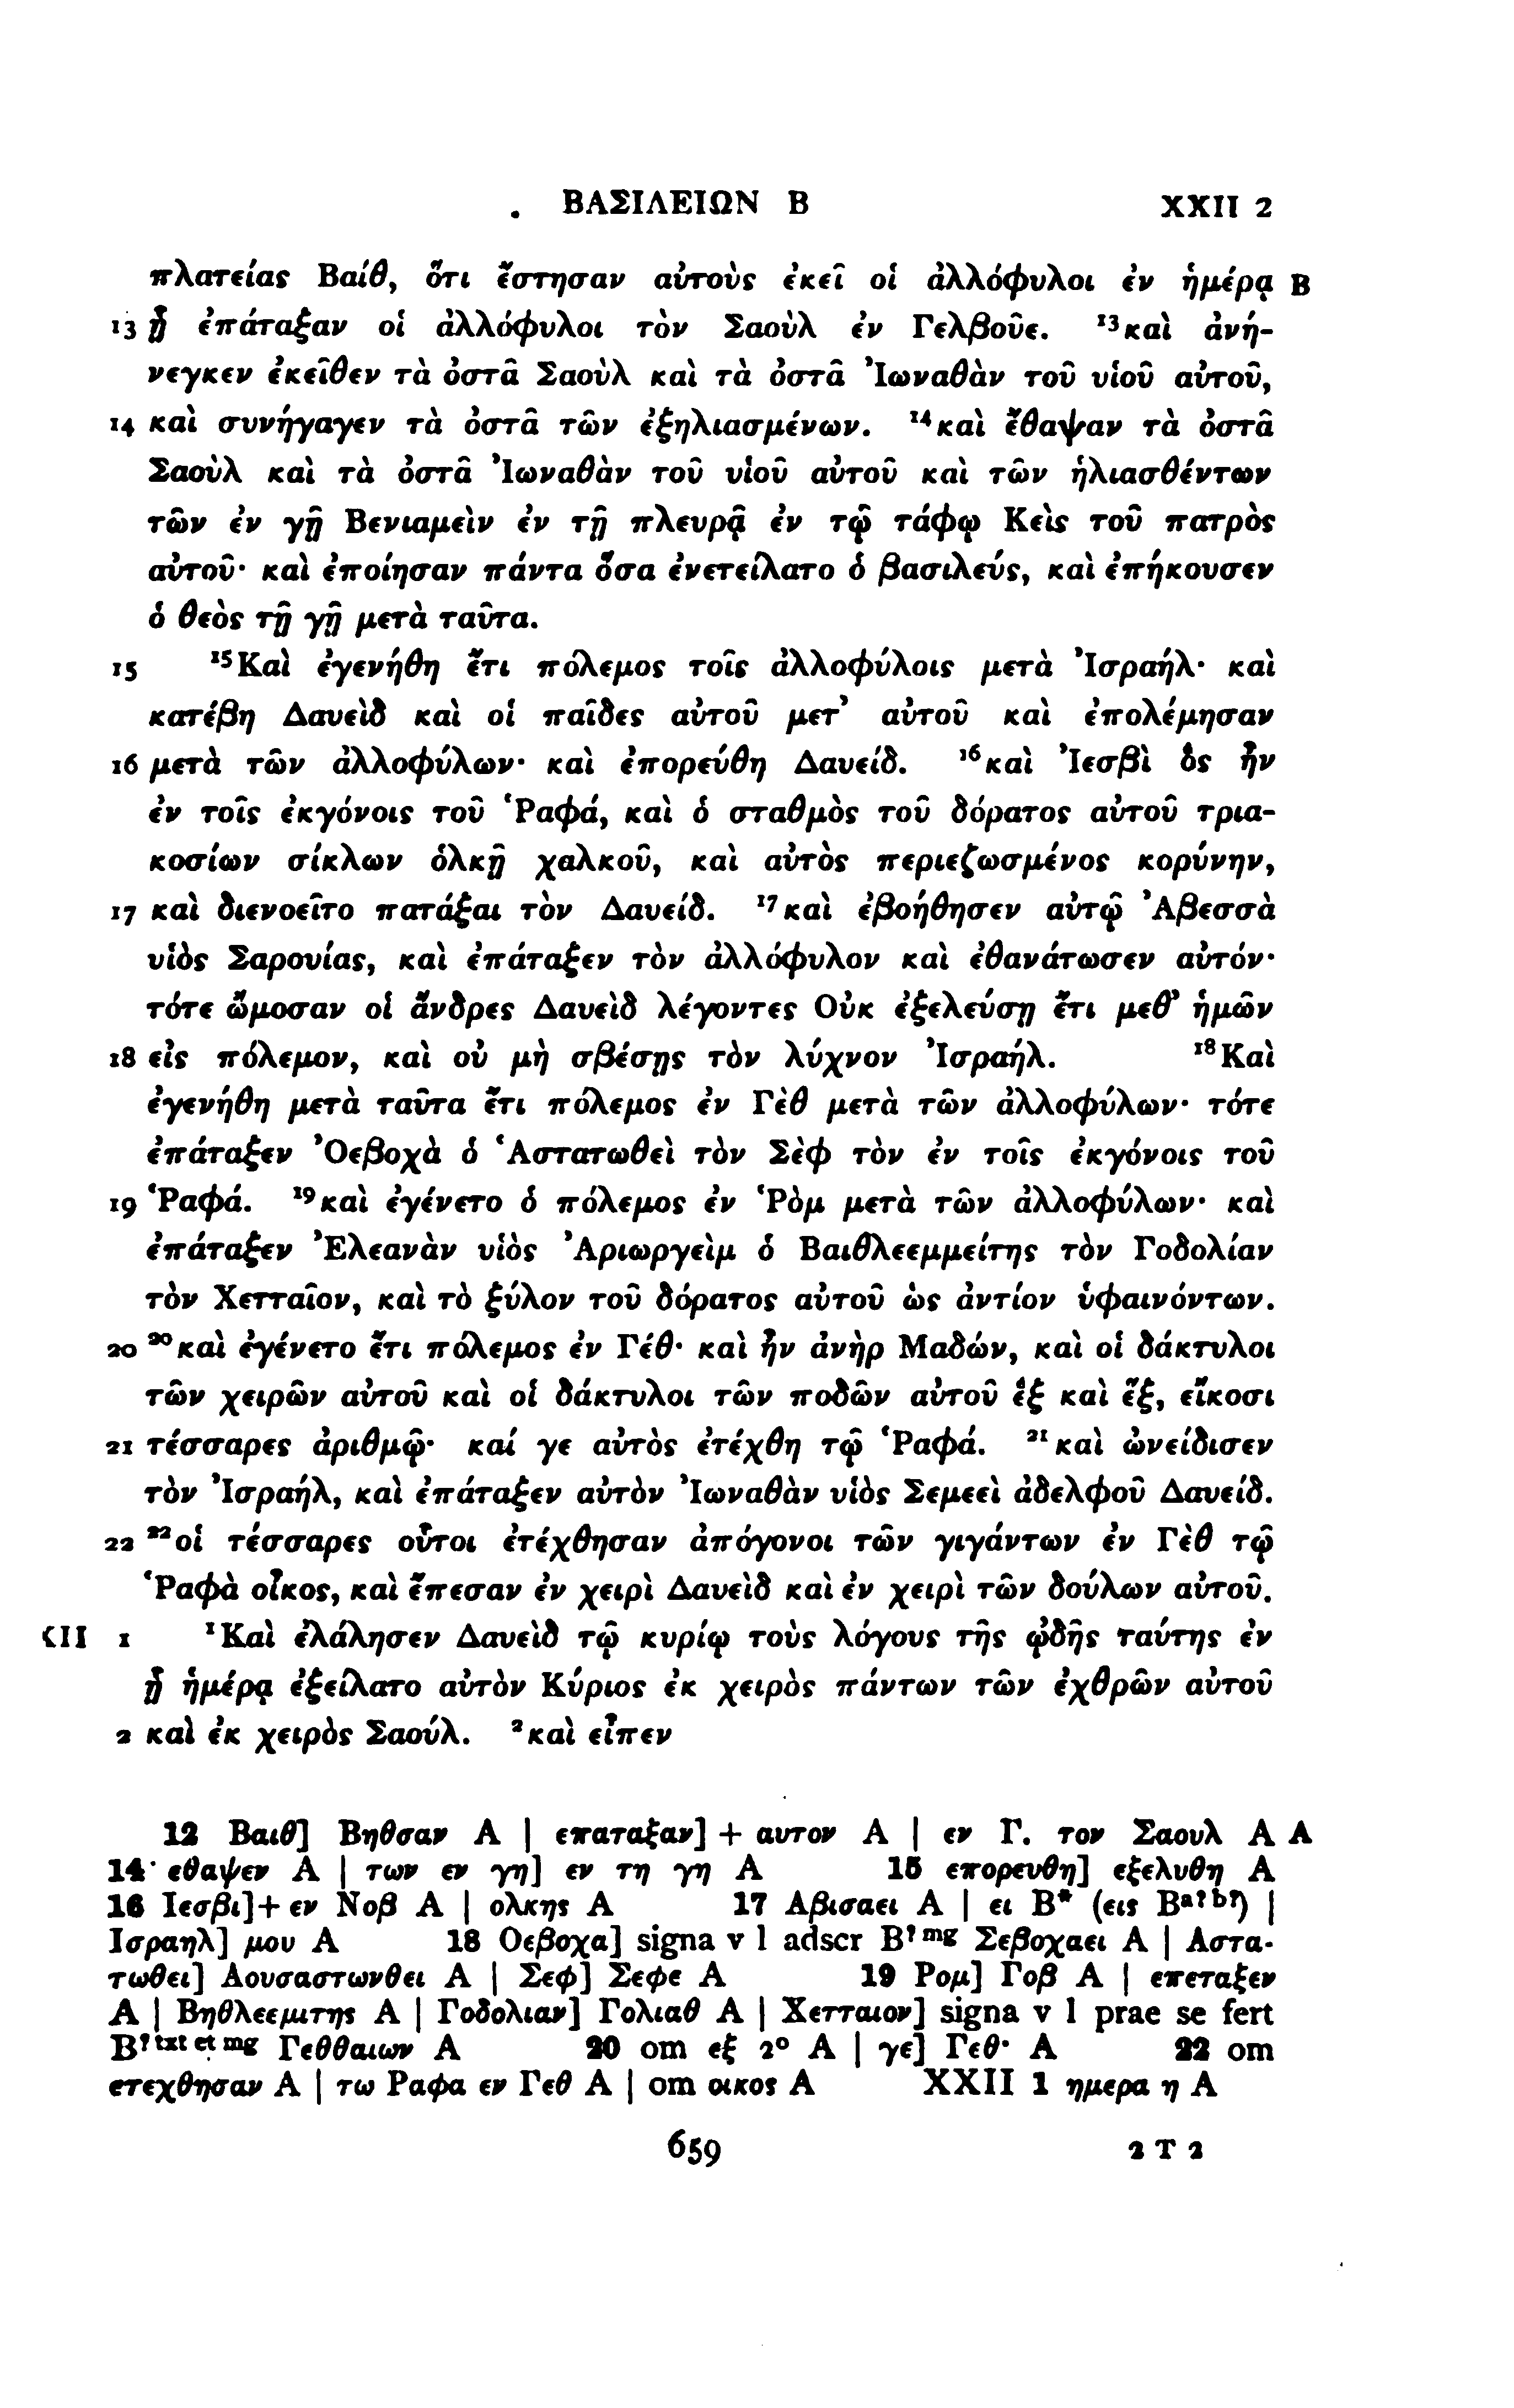 ΒΑΣΙΛΕΙΩΝ Β XXII 2
πλατείας Βαίθ, ὅτι ἔστησαν αὐτοὺς ἐκεῖ οἱ ἀλλόφυλοι ἐν ἡμέρᾳ B
13 ᾗ ἐπάταξαν οἱ ἀλλόφυλοι τὸν Σαοὺλ ἐν Γελβοῦε. ¹³καὶ ἀνή-
νεγκεν ἐκεῖθεν τὰ ὀστᾶ Σαοὺλ καὶ τὰ ὀστᾶ Ἰωναθὰν τοῦ υἱοῦ αὐτοῦ,
14 καὶ συνήγαγεν τὰ ὀστᾶ τῶν ἐξηλιασμένων. ¹⁴καὶ ἔθαψαν τὰ ὀστᾶ
Σαοὺλ καὶ τὰ ὀστᾶ Ἰωναθὰν τοῦ υἱοῦ αὐτοῦ καὶ τῶν ἡλιασθέντων
τῶν ἐν γῇ Βενιαμεὶν ἐν τῇ πλευρᾷ ἐν τῷ τάφῳ Κεὶς τοῦ πατρὸς
αὐτοῦ· καὶ ἐποίησαν πάντα ὅσα ἐνετείλατο ὁ βασιλεύς, καὶ ἐπήκουσεν
ὁ θεὸς τῇ γῇ μετὰ ταῦτα.
15 ¹⁵Καὶ ἐγενήθη ἔτι πόλεμος τοῖς ἀλλοφύλοις μετὰ Ἰσραήλ· καὶ
κατέβη Δαυεὶδ καὶ οἱ παῖδες αὐτοῦ μετ’ αὐτοῦ καὶ ἐπολέμησαν
16 μετὰ τῶν ἀλλοφύλων· καὶ ἐπορεύθη Δαυείδ. ¹⁶καὶ Ἰεσβὶ ὃς ἦν
ἐν τοῖς ἐκγόνοις τοῦ Ῥαφά, καὶ ὁ σταθμὸς τοῦ δόρατος αὐτοῦ τρια-
κοσίων σίκλων ὁλκῇ χαλκοῦ, καὶ αὐτὸς περιεζωσμένος κορύνην,
17 καὶ διενοεῖτο πατάξαι τὸν Δαυείδ. ¹⁷καὶ ἐβοήθησεν αὐτῷ Ἀβεσσὰ
υἱὸς Σαρουίας, καὶ ἐπάταξεν τὸν ἀλλόφυλον καὶ ἐθανάτωσεν αὐτόν·
τότε ὤμοσαν οἱ ἄνδρες Δαυεὶδ λέγοντες Οὐκ ἐξελεύσῃ ἔτι μεθ’ ἡμῶν
18 εἰς πόλεμον, καὶ οὐ μὴ σβέσῃς τὸν λύχνον Ἰσραήλ. ¹⁸Καὶ
ἐγενήθη μετὰ ταῦτα ἔτι πόλεμος ἐν Γὲθ μετὰ τῶν ἀλλοφύλων· τότε
ἐπάταξεν Ὀεβοχὰ ὁ Ἁστατωθεὶ τὸν Σὲφ τὸν ἐν τοῖς ἐκγόνοις τοῦ
19 Ῥαφά. ¹⁹καὶ ἐγένετο ὁ πόλεμος ἐν Ῥὸμ μετὰ τῶν ἀλλοφύλων· καὶ
ἐπάταξεν Ἐλεανὰν υἱὸς Ἀριωργεὶμ ὁ Βαιθλεεμμείτης τὸν Γοδολίαν
τὸν Χετταῖον, καὶ τὸ ξύλον τοῦ δόρατος αὐτοῦ ὡς ἀντίον ὑφαινόντων.
20 ²⁰καὶ ἐγένετο ἔτι πόλεμος ἐν Γέθ· καὶ ἦν ἀνὴρ Μαδών, καὶ οἱ δάκτυλοι
τῶν χειρῶν αὐτοῦ καὶ οἱ δάκτυλοι τῶν ποδῶν αὐτοῦ ἓξ καὶ ἕξ, εἴκοσι
21 τέσσαρες ἀριθμῷ· καί γε αὐτὸς ἐτέχθη τῷ Ῥαφά. ²¹καὶ ὠνείδισεν
τὸν Ἰσραήλ, καὶ ἐπάταξεν αὐτὸν Ἰωναθὰν υἱὸς Σεμεεὶ ἀδελφοῦ Δαυείδ.
22 ²²οἱ τέσσαρες οὗτοι ἐτέχθησαν ἀπόγονοι τῶν γιγάντων ἐν Γὲθ τῷ
Ῥαφὰ οἶκος, καὶ ἔπεσαν ἐν χειρὶ Δαυεὶδ καὶ ἐν χειρὶ τῶν δούλων αὐτοῦ.
XII 1 ¹Καὶ ἐλάλησεν Δαυεὶδ τῷ κυρίῳ τοὺς λόγους τῆς ᾠδῆς ταύτης ἐν
ᾗ ἡμέρᾳ ἐξείλατο αὐτὸν Κύριος ἐκ χειρὸς πάντων τῶν ἐχθρῶν αὐτοῦ
2 καὶ ἐκ χειρὸς Σαούλ. ²καὶ εἶπεν
12 Βαιθ] Βηθσαν A | επαταξαν] + αυτον A | εν Γ. τον Σαουλ A A
14 εθαψεν A | των εν γη] εν τη γη A 15 επορευθη] εξελυθη A
16 Ιεσβι]+ εν Νοβ A | ολκης A 17 Αβισαει A | ει B* (εις Bᵃ?ᵇ?) |
Ισραηλ] μου A 18 Οεβοχα] signa v l adscr B?ᵐᵍ Σεβοχαει A | Αστα-
τωθει] Αουσαστωνθει A | Σεφ] Σεφε A 19 Ρομ] Γοβ A | επεταξεν
A | Βηθλεεμιτης A | Γοδολιαν] Γολιαθ A | Χετταιον] signa v l prae se fert
B?ᵗˣᵗ ᵉᵗ ᵐᵍ Γεθθαιων A 20 om εξ 2° A | γε] Γεθ· A 22 om
ετεχθησαν A | τω Ραφα εν Γεθ A | om οικος A XXII 1 ημερα η A
659 2 T 2